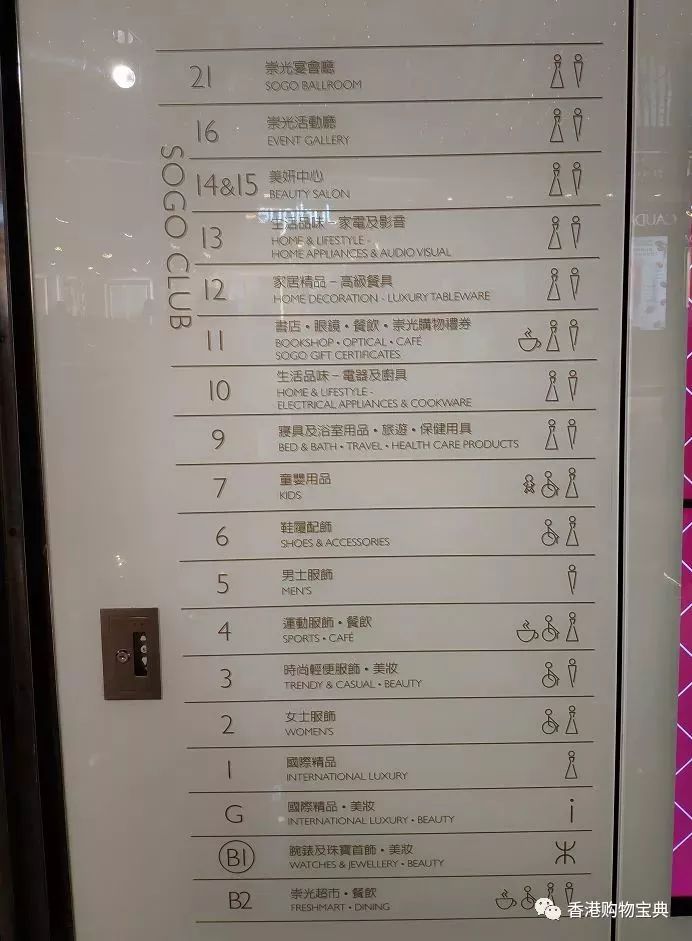 SOGO CLUB
21
崇光宴會廳
SOGO BALLROOM
16
崇光活動廳
EVENT GALLERY
14&15
美妍中心
BEAUTY SALON
13
生活品味 - 家電及影音
HOME & LIFESTYLE -
HOME APPLIANCES & AUDIO VISUAL
12
家居精品 - 高級餐具
HOME DECORATION - LUXURY TABLEWARE
11
書店・眼鏡・餐飲・崇光購物禮券
BOOKSHOP • OPTICAL • CAFÉ
SOGO GIFT CERTIFICATES
10
生活品味 - 電器及廚具
HOME & LIFESTYLE -
ELECTRICAL APPLIANCES & COOKWARE
9
寢具及浴室用品・旅遊・保健用具
BED & BATH • TRAVEL • HEALTH CARE PRODUCTS
7
童嬰用品
KIDS
6
鞋履配飾
SHOES & ACCESSORIES
5
男士服飾
MEN'S
4
運動服飾・餐飲
SPORTS • CAFÉ
3
時尚輕便服飾・美妝
TRENDY & CASUAL • BEAUTY
2
女士服飾
WOMEN'S
1
國際精品
INTERNATIONAL LUXURY
G
國際精品・美妝
INTERNATIONAL LUXURY • BEAUTY
i
B1
腕錶及珠寶首飾・美妝
WATCHES & JEWELLERY • BEAUTY
B2
崇光超市・餐飲
FRESHMART • DINING
香港购物宝典